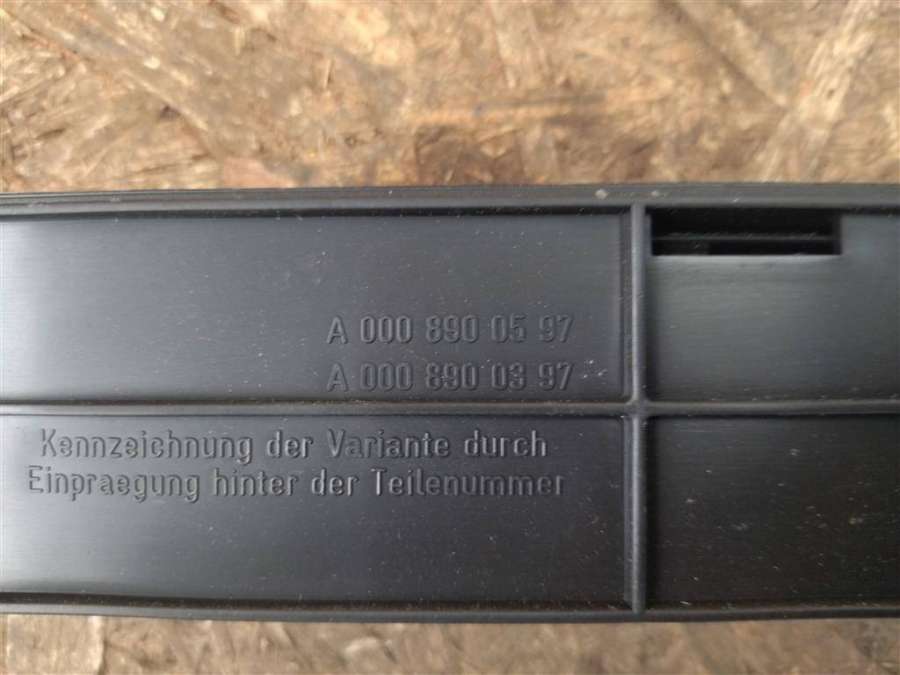 A 000 890 05 97
A 000 890 03 97
Kennzeichnung der Variante durch
Einpraegung hinter der Teilenummer